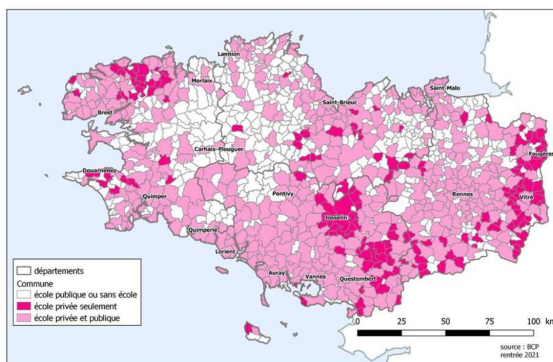 Lannion
Morlaix
Saint-Malo
Saint-Brieuc
Brest
Fougères
Carhaix-Plouguer
Douarnenez
Rennes
Vitré
Pontivy
Quimper
Josselin
Quimperlé
Lorient
Auray
Vannes
Questembert
départements
Commune
école publique ou sans école
école privée seulement
école privée et publique
0 25 50 75 100 km
source : BCP
rentrée 2021